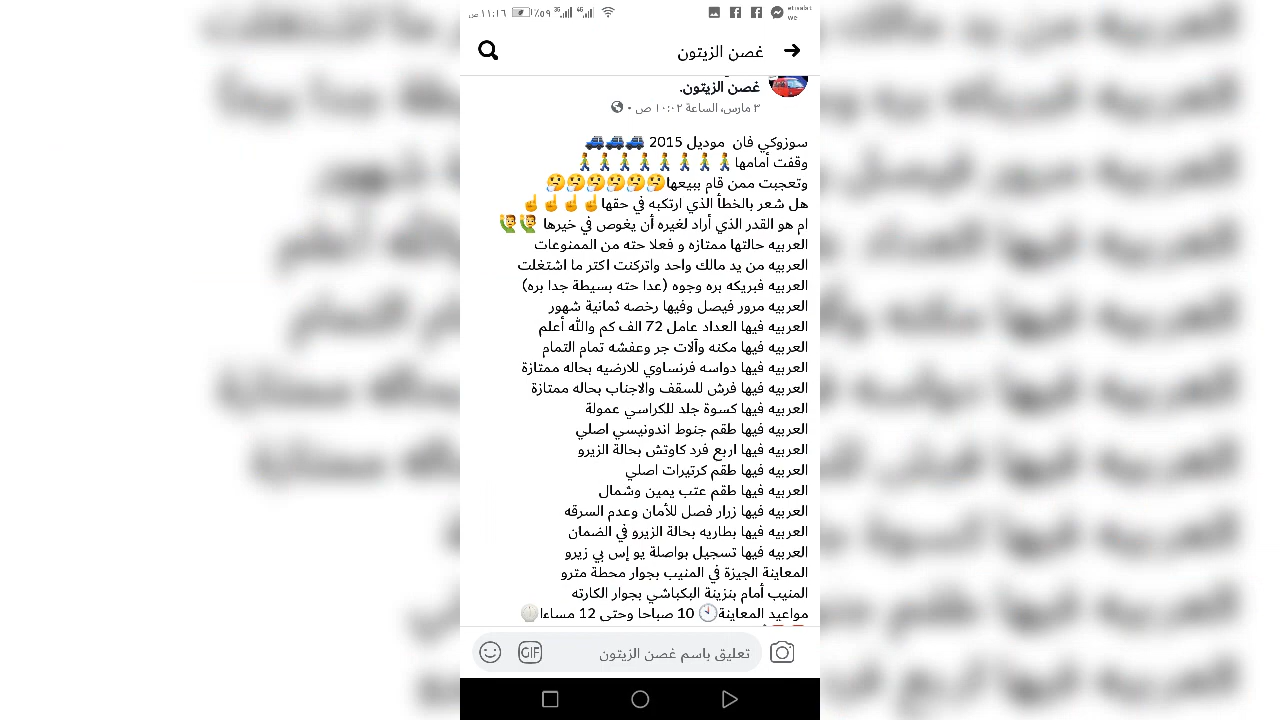 ١١:١٦ ص ٥٩٪ 3G 4G etisalat
we
غصن الزيتون
غصن الزيتون.
٣ مارس، الساعة ١٠:٠٢ ص •
سوزوكي فان موديل 2015 🚙🚙🚙
وقفت أمامها🚶‍♂️🚶‍♂️🚶‍♂️🚶‍♂️🚶‍♂️🚶‍♂️🚶‍♂️🚶‍♂️
وتعجبت ممن قام ببيعها🤔🤔🤔🤔🤔🤔
هل شعر بالخطأ الذي ارتكبه في حقها☝☝☝☝
ام هو القدر الذي أراد لغيره أن يغوص في خيرها 🙋‍♂️🙋‍♂️
العربيه حالتها ممتازه و فعلا حته من الممنوعات
العربيه من يد مالك واحد واتركنت اكتر ما اشتغلت
العربيه فبريكه بره وجوه (عدا حته بسيطة جدا بره)
العربيه مرور فيصل وفيها رخصه ثمانية شهور
العربيه فيها العداد عامل 72 الف كم والله أعلم
العربيه فيها مكنه وآلات جر وعفشه تمام التمام
العربيه فيها دواسه فرنساوي للارضيه بحاله ممتازة
العربيه فيها فرش للسقف والاجناب بحاله ممتازة
العربيه فيها كسوة جلد للكراسي عمولة
العربيه فيها طقم جنوط اندونيسي اصلي
العربيه فيها اربع فرد كاوتش بحالة الزيرو
العربيه فيها طقم كرتيرات اصلي
العربيه فيها طقم عتب يمين وشمال
العربيه فيها زرار فصل للأمان وعدم السرقه
العربيه فيها بطاريه بحالة الزيرو في الضمان
العربيه فيها تسجيل بواصلة يو إس بي زيرو
المعاينة الجيزة في المنيب بجوار محطة مترو
المنيب أمام بنزينة البكباشي بجوار الكارته
مواعيد المعاينة🕙 10 صباحا وحتى 12 مساءا🕛
تعليق باسم غصن الزيتون
GIF